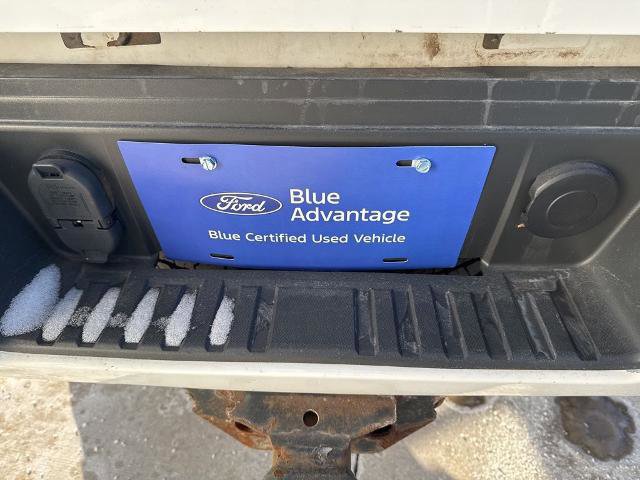 Ford
Blue
Advantage
Blue Certified Used Vehicle